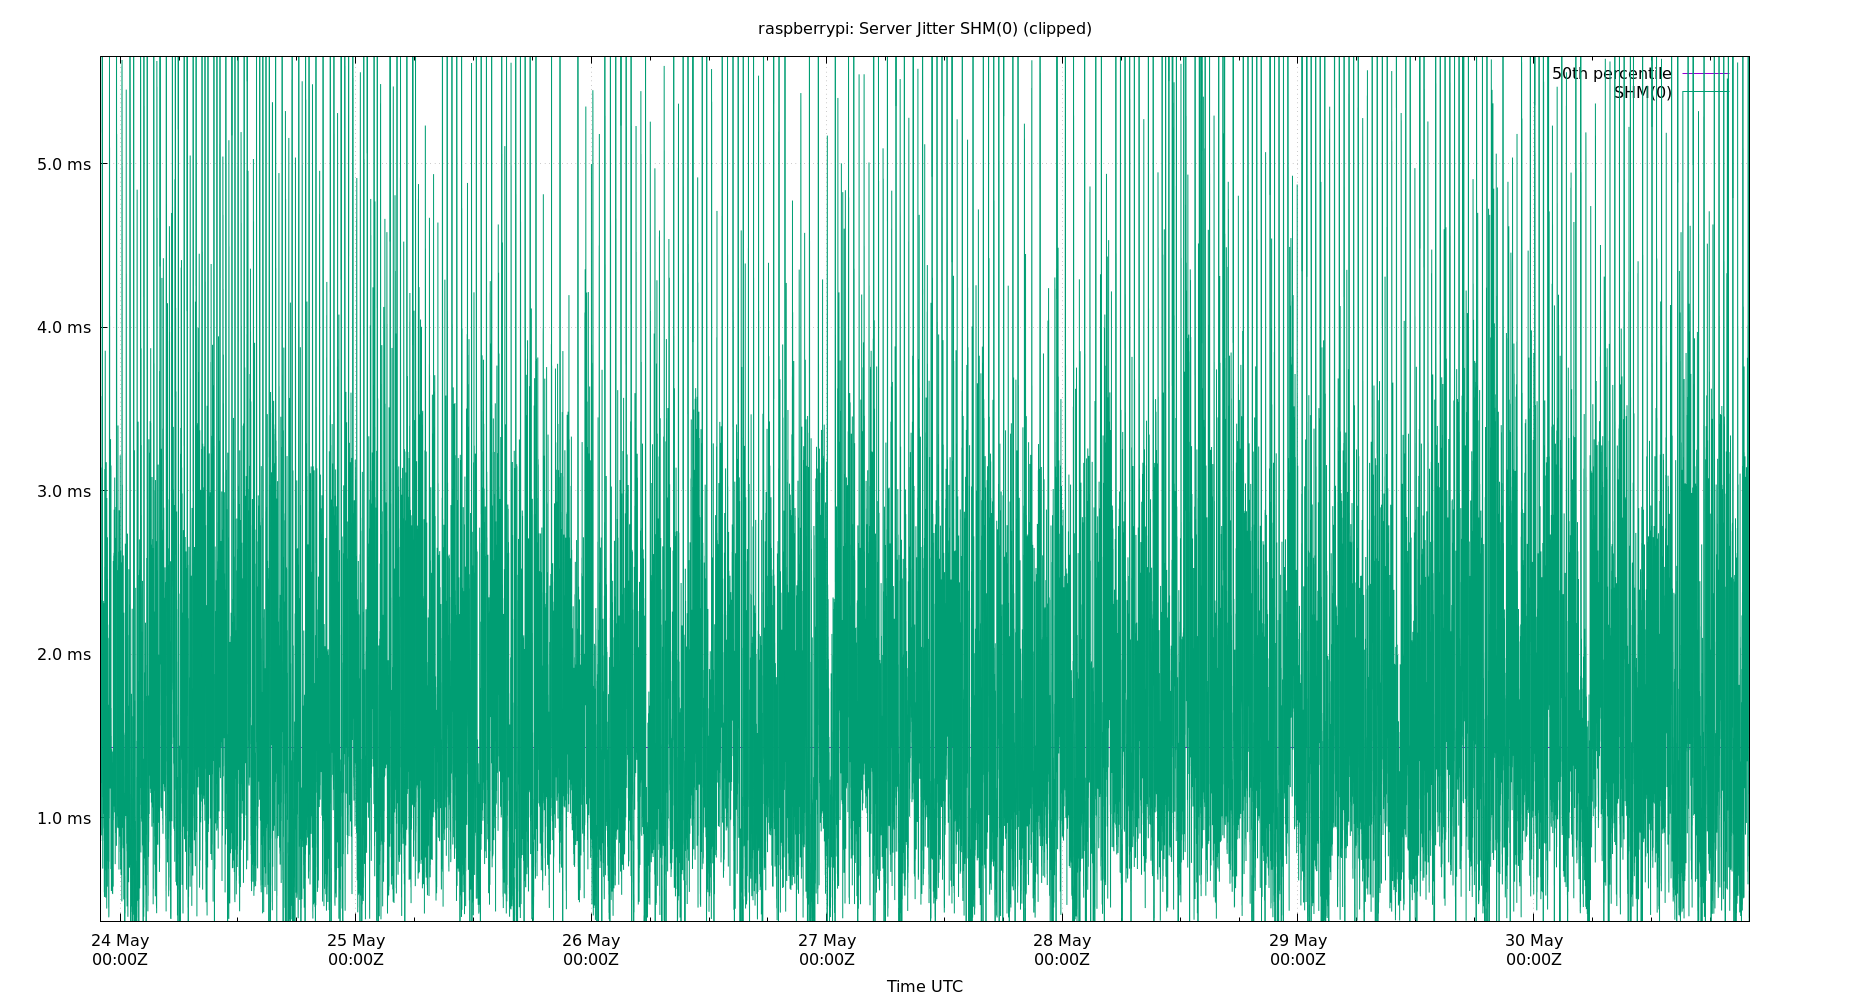 raspberrypi: Server Jitter SHM(0) (clipped)
50th percentile
SHM(0)
5.0 ms
4.0 ms
3.0 ms
2.0 ms
1.0 ms
24 May 25 May 26 May 27 May 28 May 29 May 30 May
00:00Z 00:00Z 00:00Z 00:00Z 00:00Z 00:00Z 00:00Z
Time UTC